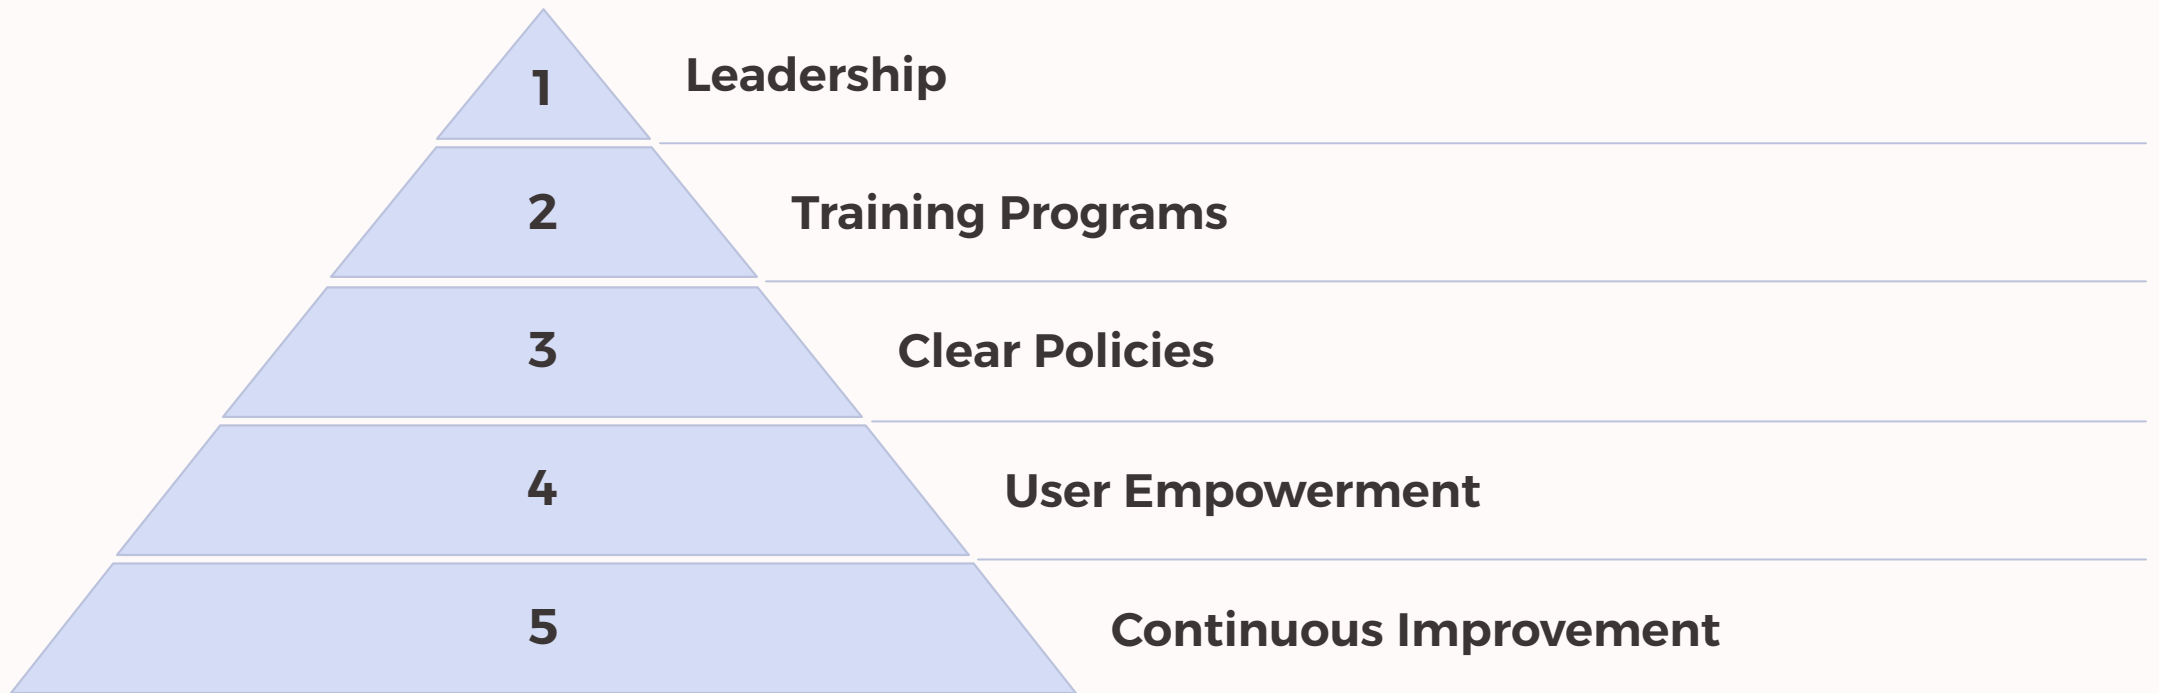 1
Leadership
2
Training Programs
3
Clear Policies
4
User Empowerment
5
Continuous Improvement